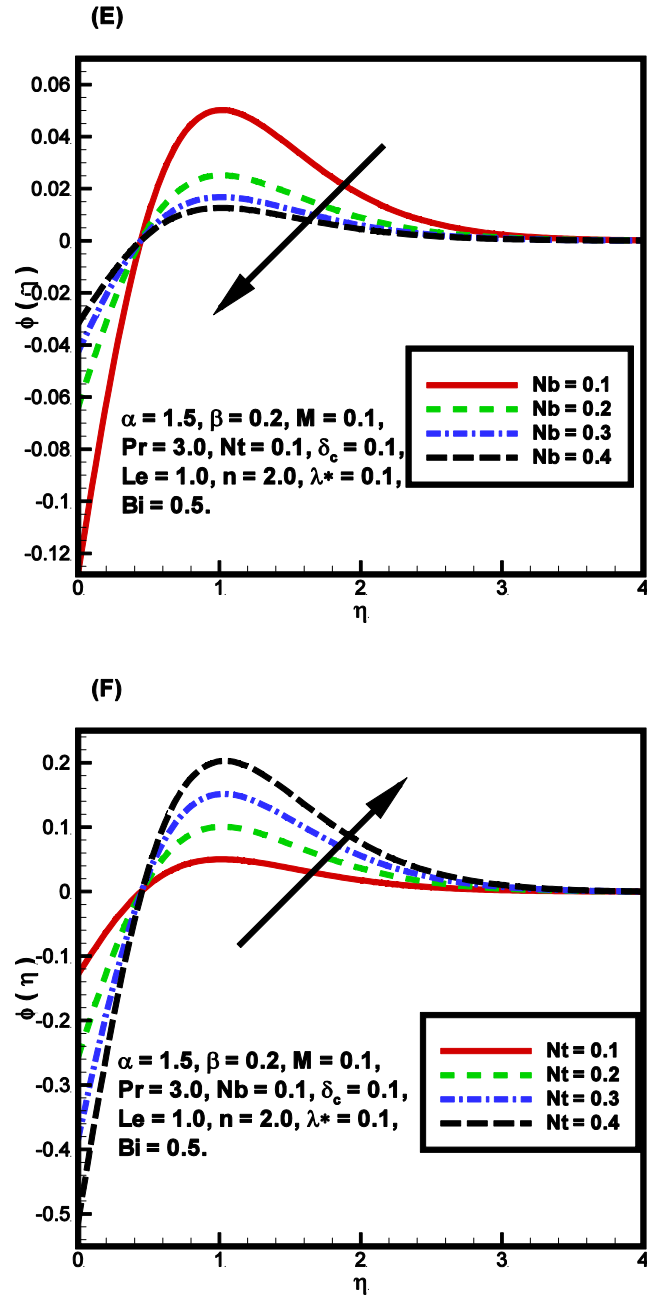 (E)
0.06
0.04
0.02
0
0.02
-0.04
-0.06
-0.08
-0.1
-0.12
ϕ ( η )
Nb = 0.1
Nb = 0.2
Nb = 0.3
Nb = 0.4
α = 1.5, β = 0.2, M = 0.1,
Pr = 3.0, Nt = 0.1, δc = 0.1,
Le = 1.0, n = 2.0, λ* = 0.1,
Bi = 0.5.
0 1 2 3 4
η
(F)
0.2
0.1
0
-0.1
-0.2
-0.3
-0.4
-0.5
ϕ ( η )
Nt = 0.1
Nt = 0.2
Nt = 0.3
Nt = 0.4
α = 1.5, β = 0.2, M = 0.1,
Pr = 3.0, Nb = 0.1, δc = 0.1,
Le = 1.0, n = 2.0, λ* = 0.1,
Bi = 0.5.
0 1 2 3 4
η